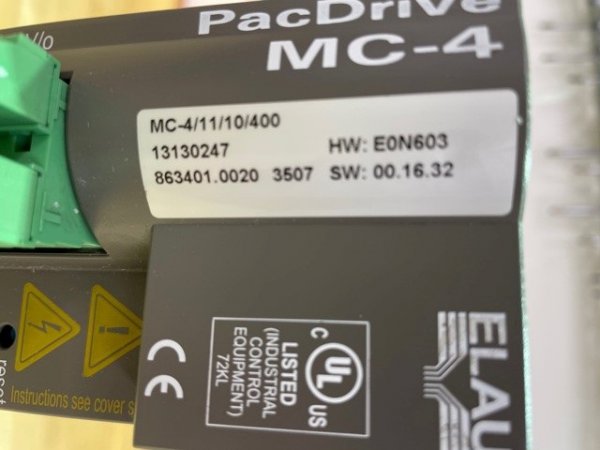 PacDrive
MC-4
I/o
MC-4/11/10/400
13130247 HW: E0N603
863401.0020 3507 SW: 00.16.32
C UL US
LISTED
(INDUSTRIAL
CONTROL
EQUIPMENT)
72KL
CE
ELAU
reset
Instructions see cover s